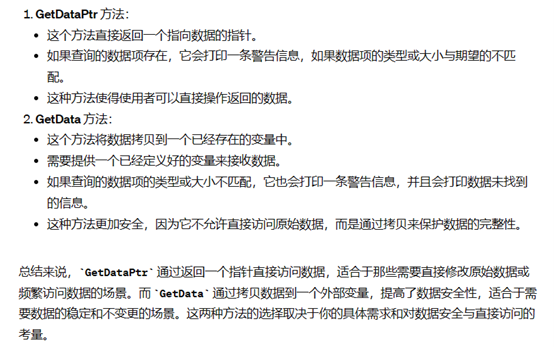 1. GetDataPtr 方法：
• 这个方法直接返回一个指向数据的指针。
• 如果查询的数据项存在，它会打印一条警告信息，如果数据项的类型或大小与期望的不匹
配。
• 这种方法使得使用者可以直接操作返回的数据。
2. GetData 方法：
• 这个方法将数据拷贝到一个已经存在的变量中。
• 需要提供一个已经定义好的变量来接收数据。
• 如果查询的数据项的类型或大小不匹配，它也会打印一条警告信息，并且会打印数据未找到
的信息。
• 这种方法更加安全，因为它不允许直接访问原始数据，而是通过拷贝来保护数据的完整性。
总结来说，`GetDataPtr` 通过返回一个指针直接访问数据，适合于那些需要直接修改原始数据或
频繁访问数据的场景。而 `GetData` 通过拷贝数据到一个外部变量，提高了数据安全性，适合于需
要数据的稳定和不变更的场景。这两种方法的选择取决于你的具体需求和对数据安全与直接访问的
考量。